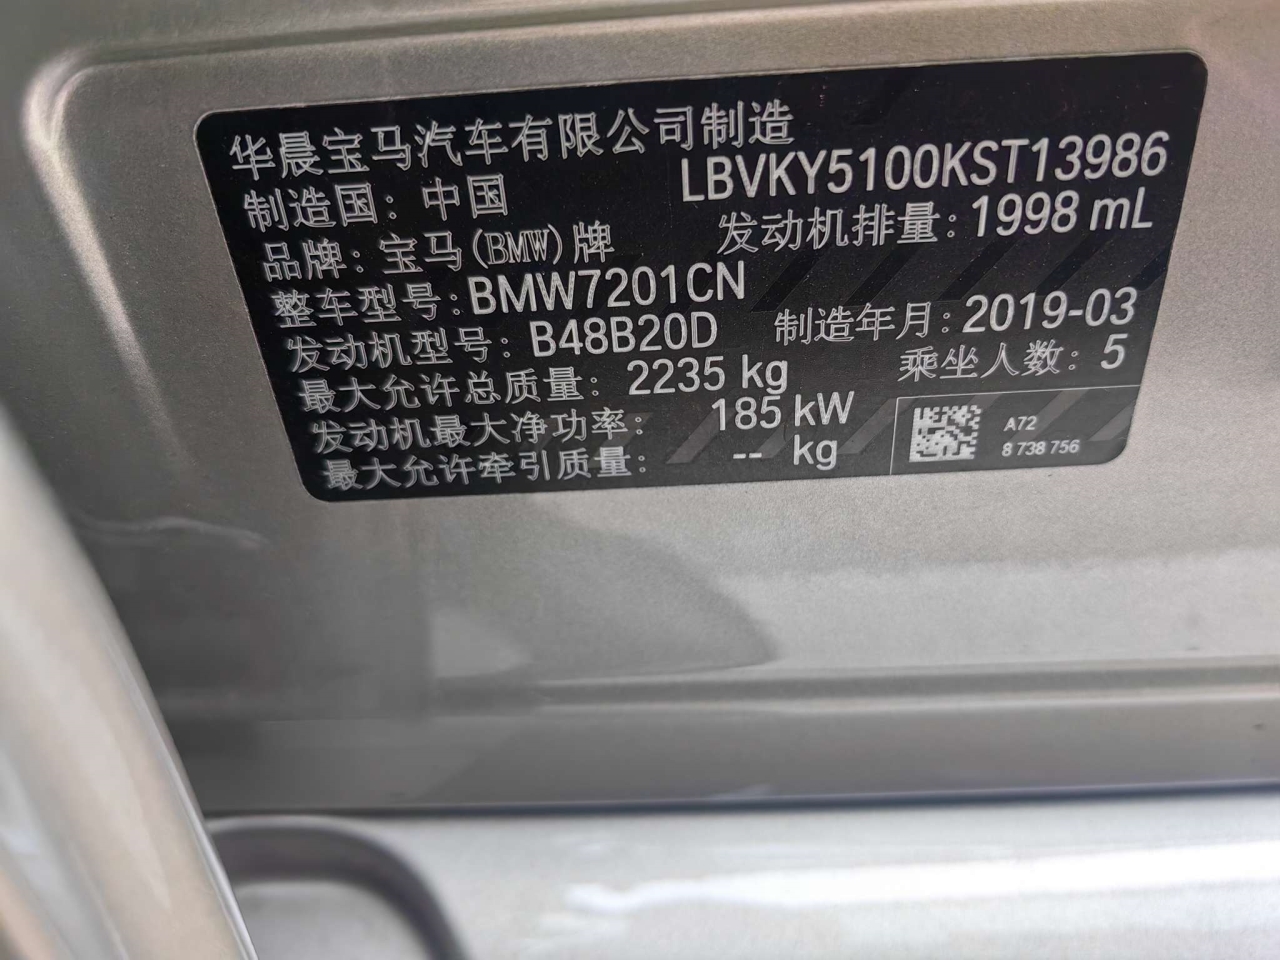 华晨宝马汽车有限公司制造
LBVKY5100KST13986
制造国: 中国
发动机排量: 1998 mL
品牌: 宝马(BMW)牌
整车型号: BMW7201CN
制造年月: 2019-03
发动机型号: B48B20D
乘坐人数: 5
最大允许总质量: 2235 kg
发动机最大净功率: 185 kW
最大允许牵引质量: -- kg
A72
8 738 756